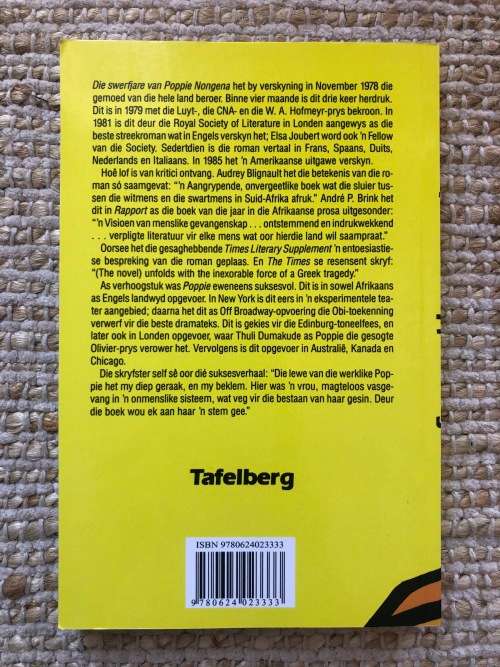 Die swerfjare van Poppie Nongena het by verskyning in November 1978 die
gemoed van die hele land beroer. Binne vier maande is dit drie keer herdruk.
Dit is in 1979 met die Luyt-, die CNA- en die W. A. Hofmeyr-prys bekroon. In
1981 is dit deur die Royal Society of Literature in Londen aangewys as die
beste streekroman wat in Engels verskyn het; Elsa Joubert word ook 'n Fellow
van die Society. Sedertdien is die roman vertaal in Frans, Spaans, Duits,
Nederlands en Italiaans. In 1985 het 'n Amerikaanse uitgawe verskyn.
Hoë lof is van kritici ontvang. Audrey Blignault het die betekenis van die ro-
man só saamgevat: "'n Aangrypende, onvergeetlike boek wat die sluier tus-
sen die witmens en die swartmens in Suid-Afrika afruk." André P. Brink het
dit in Rapport as die boek van die jaar in die Afrikaanse prosa uitgesonder:
"'n Visioen van menslike gevangenskap . . . ontstemmend en indrukwekkend
. . . verpligte literatuur vir elke mens wat oor hierdie land wil saampraat."
Oorsee het die gesaghebbende Times Literary Supplement 'n entoesiastie-
se bespreking van die roman geplaas. En The Times se resensent skryf:
"(The novel) unfolds with the inexorable force of a Greek tragedy."
As verhoogstuk was Poppie eweneens suksesvol. Dit is in sowel Afrikaans
as Engels landwyd opgevoer. In New York is dit eers in 'n eksperimentele tea-
ter aangebied; daarna het dit as Off Broadway-opvoering die Obi-toekenning
verwerf vir die beste dramateks. Dit is gekies vir die Edinburg-toneelfees, en
later ook in Londen opgevoer, waar Thuli Dumakude as Poppie die gesogte
Olivier-prys verower het. Vervolgens is dit opgevoer in Australië, Kanada en
Chicago.
Die skryfster self sê oor dié suksesverhaal: "Die lewe van die werklike Pop-
pie het my diep geraak, en my beklem. Hier was 'n vrou, magteloos vasge-
vang in 'n onmenslike sisteem, wat veg vir die bestaan van haar gesin. Deur
die boek wou ek aan haar 'n stem gee."
Tafelberg
ISBN 9780624023333
9 780624 023333